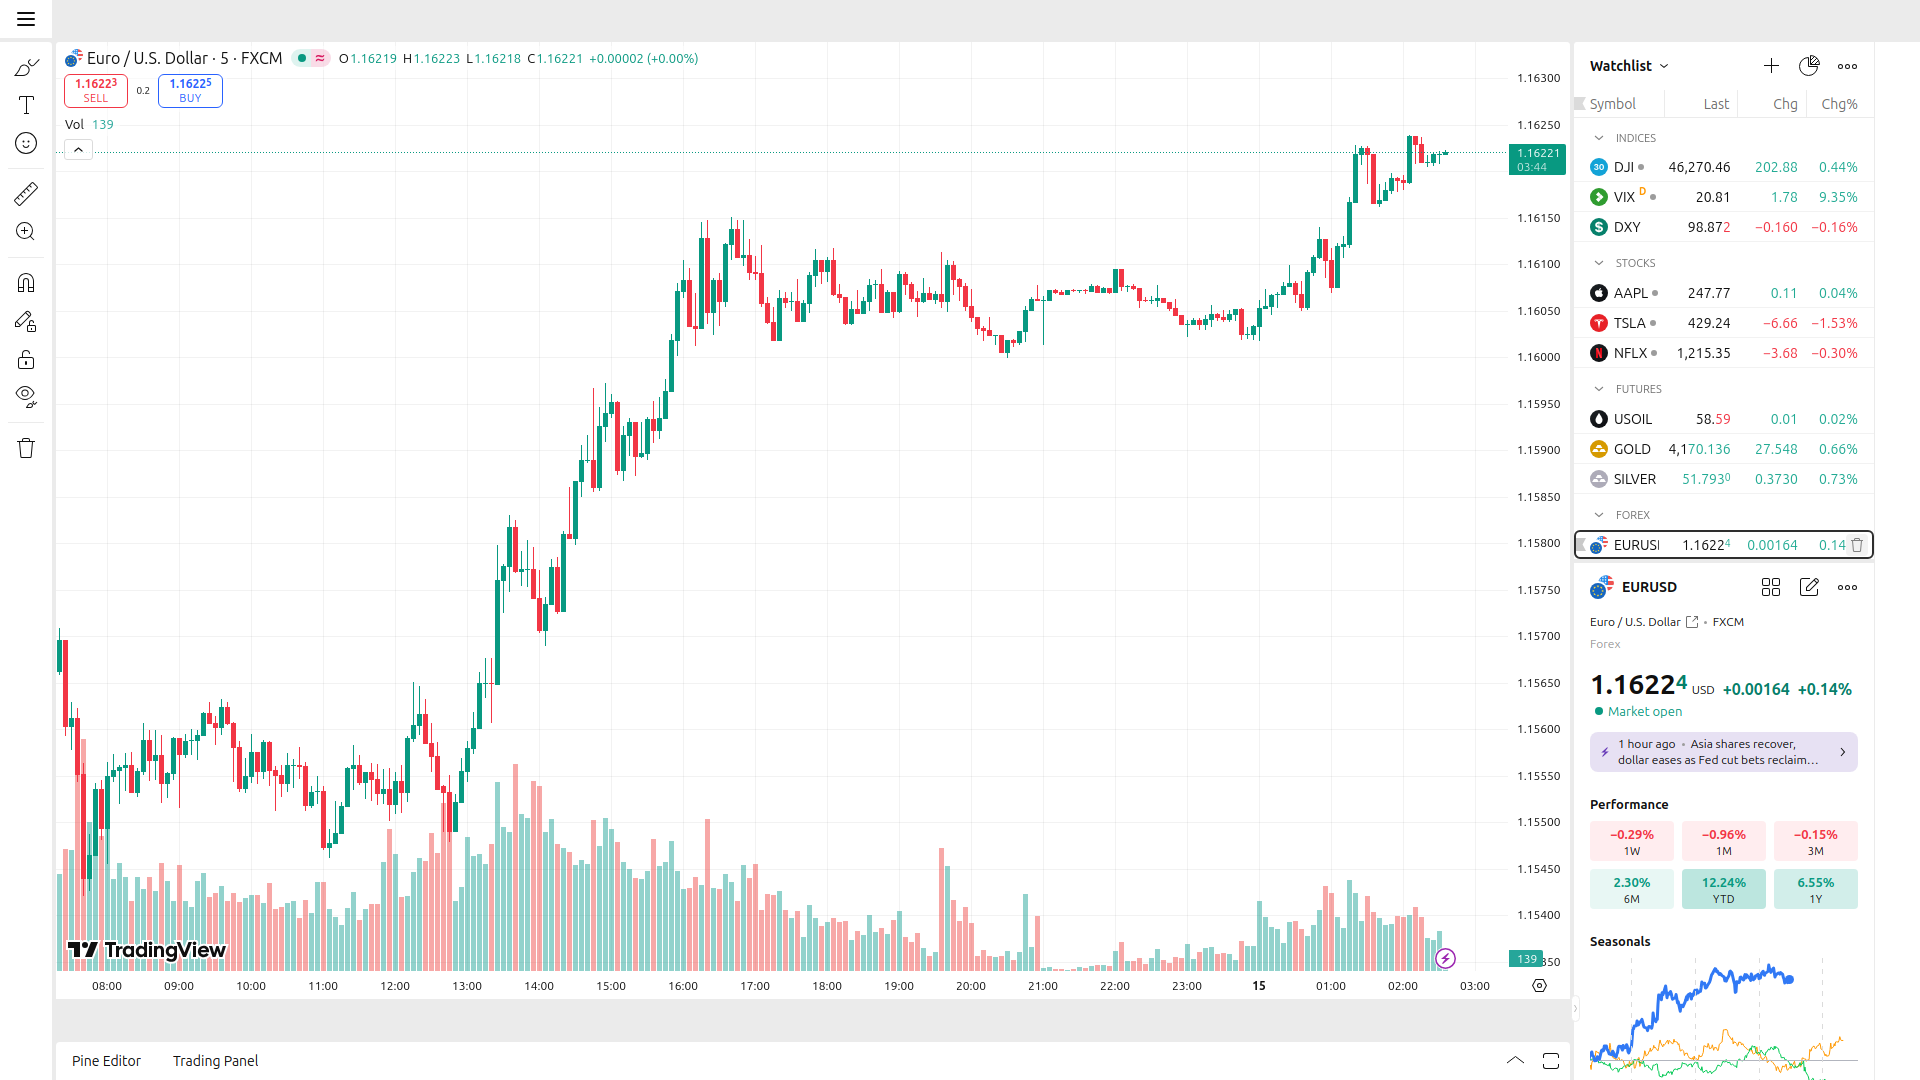 Euro / U.S. Dollar · 5 · FXCM O1.16219 H1.16223 L1.16218 C1.16221 +0.00002 (+0.00%)
1.16223 SELL 0.2 1.16225 BUY
Vol 139
1.16300
1.16250
1.16221
03:44
1.16150
1.16100
1.16050
1.16000
1.15950
1.15900
1.15850
1.15800
1.15750
1.15700
1.15650
1.15600
1.15550
1.15500
1.15450
1.15400
139
TradingView
08:00 09:00 10:00 11:00 12:00 13:00 14:00 15:00 16:00 17:00 18:00 19:00 20:00 21:00 22:00 23:00 15 01:00 02:00 03:00
Pine Editor Trading Panel
Watchlist
Symbol Last Chg Chg%
INDICES
30 DJI 46,270.46 202.88 0.44%
VIX D 20.81 1.78 9.35%
DXY 98.872 −0.160 −0.16%
STOCKS
AAPL 247.77 0.11 0.04%
TSLA 429.24 −6.66 −1.53%
NFLX 1,215.35 −3.68 −0.30%
FUTURES
USOIL 58.59 0.01 0.02%
GOLD 4,170.136 27.548 0.66%
SILVER 51.7930 0.3730 0.73%
FOREX
EURUS 1.16224 0.00164 0.14
EURUSD
Euro / U.S. Dollar • FXCM
Forex
1.16224 USD +0.00164 +0.14%
Market open
1 hour ago • Asia shares recover,
dollar eases as Fed cut bets reclaim…
Performance
−0.29% −0.96% −0.15%
1W 1M 3M
2.30% 12.24% 6.55%
6M YTD 1Y
Seasonals